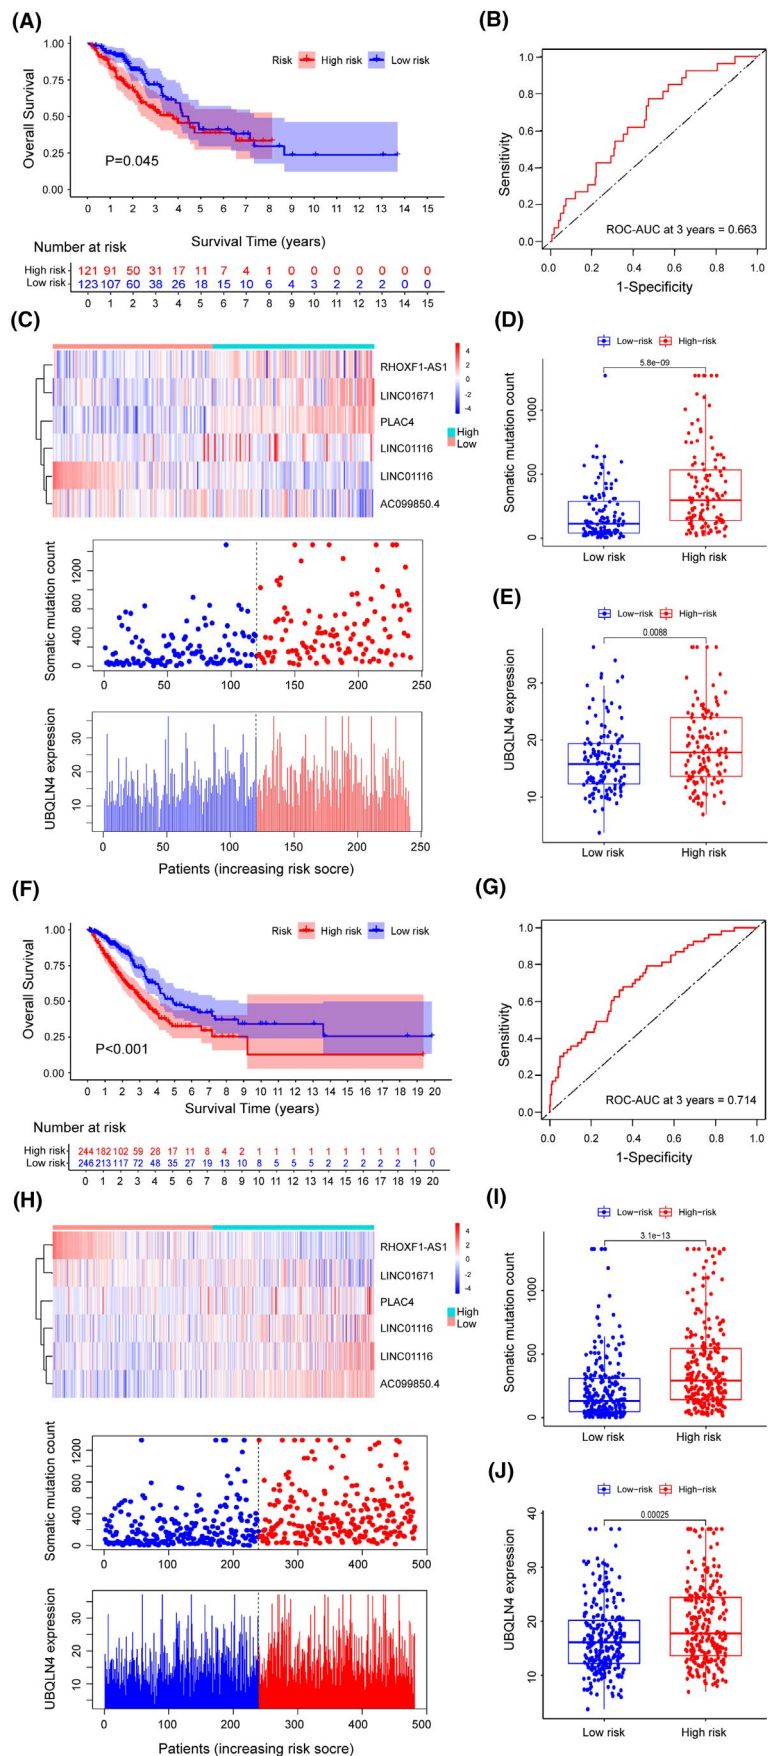 (A)
Risk High risk Low risk
1.00
0.75
0.50
0.25
0.00
Overall Survival
P=0.045
0 1 2 3 4 5 6 7 8 9 10 11 12 13 14 15
Survival Time (years)
Number at risk
High risk 121 91 50 31 17 11 7 4 1 0 0 0 0 0 0 0
Low risk 123 107 60 38 26 18 15 10 6 4 3 2 2 2 0 0
0 1 2 3 4 5 6 7 8 9 10 11 12 13 14 15
(B)
1.0
0.8
0.6
0.4
0.2
0.0
Sensitivity
ROC-AUC at 3 years = 0.663
0.0 0.2 0.4 0.6 0.8 1.0
1-Specificity
(C)
RHOXF1-AS1
LINC01671
PLAC4
LINC01116
LINC01116
AC099850.4
4
2
0
-2
-4
High
Low
Somatic mutation count
1200
800
400
0
0 50 100 150 200 250
UBQLN4 expression
30
20
10
0 50 100 150 200 250
Patients (increasing risk socre)
(D)
Low-risk High-risk
5.8e-09
Somatic mutation count
1000
500
0
Low risk High risk
(E)
Low-risk High-risk
0.0088
UBQLN4 expression
30
20
10
Low risk High risk
(F)
Risk High risk Low risk
1.00
0.75
0.50
0.25
0.00
Overall Survival
P<0.001
0 1 2 3 4 5 6 7 8 9 10 11 12 13 14 15 16 17 18 19 20
Survival Time (years)
Number at risk
High risk 244 182 102 59 28 17 11 8 4 2 1 1 1 1 1 1 1 1 1 1 0
Low risk 246 213 117 72 48 35 27 19 13 10 8 5 5 5 2 2 2 2 2 1 0
0 1 2 3 4 5 6 7 8 9 10 11 12 13 14 15 16 17 18 19 20
(G)
1.0
0.8
0.6
0.4
0.2
0.0
Sensitivity
ROC-AUC at 3 years = 0.714
0.0 0.2 0.4 0.6 0.8 1.0
1-Specificity
(H)
RHOXF1-AS1
LINC01671
PLAC4
LINC01116
LINC01116
AC099850.4
4
2
0
-2
-4
High
Low
Somatic mutation count
1200
800
400
0
0 100 200 300 400 500
UBQLN4 expression
30
20
10
0 100 200 300 400 500
Patients (increasing risk socre)
(I)
Low-risk High-risk
3.1e-13
Somatic mutation count
1000
500
0
Low risk High risk
(J)
Low-risk High-risk
0.00025
UBQLN4 expression
40
30
20
10
Low risk High risk